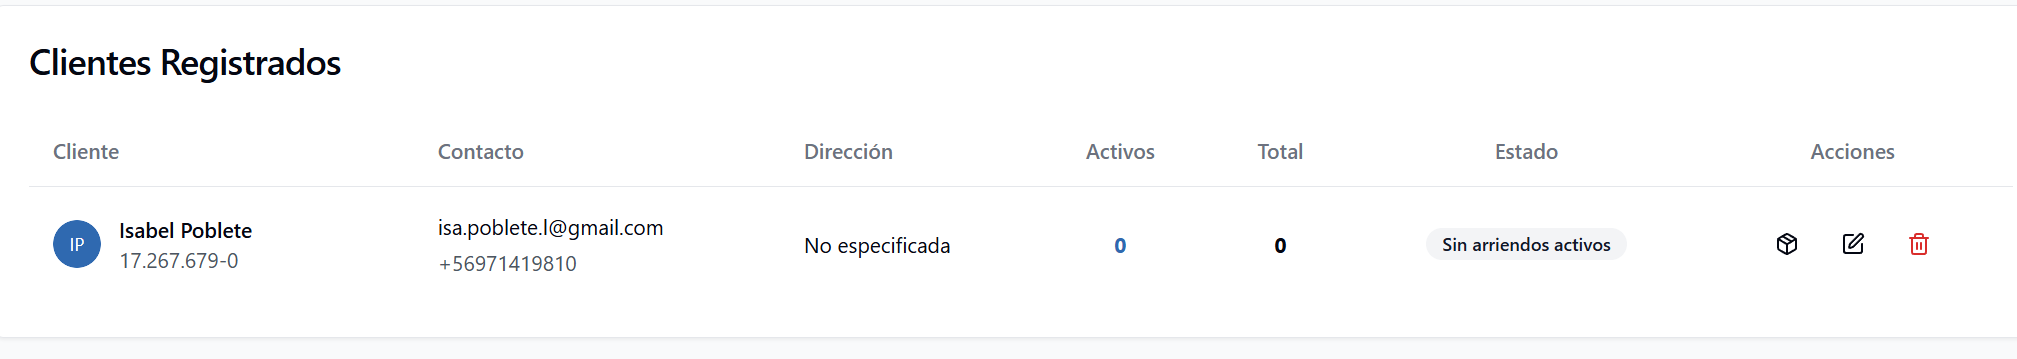 Clientes Registrados
Cliente Contacto Dirección Activos Total Estado Acciones
IP Isabel Poblete isa.poblete.l@gmail.com No especificada 0 0 Sin arriendos activos
17.267.679-0 +56971419810